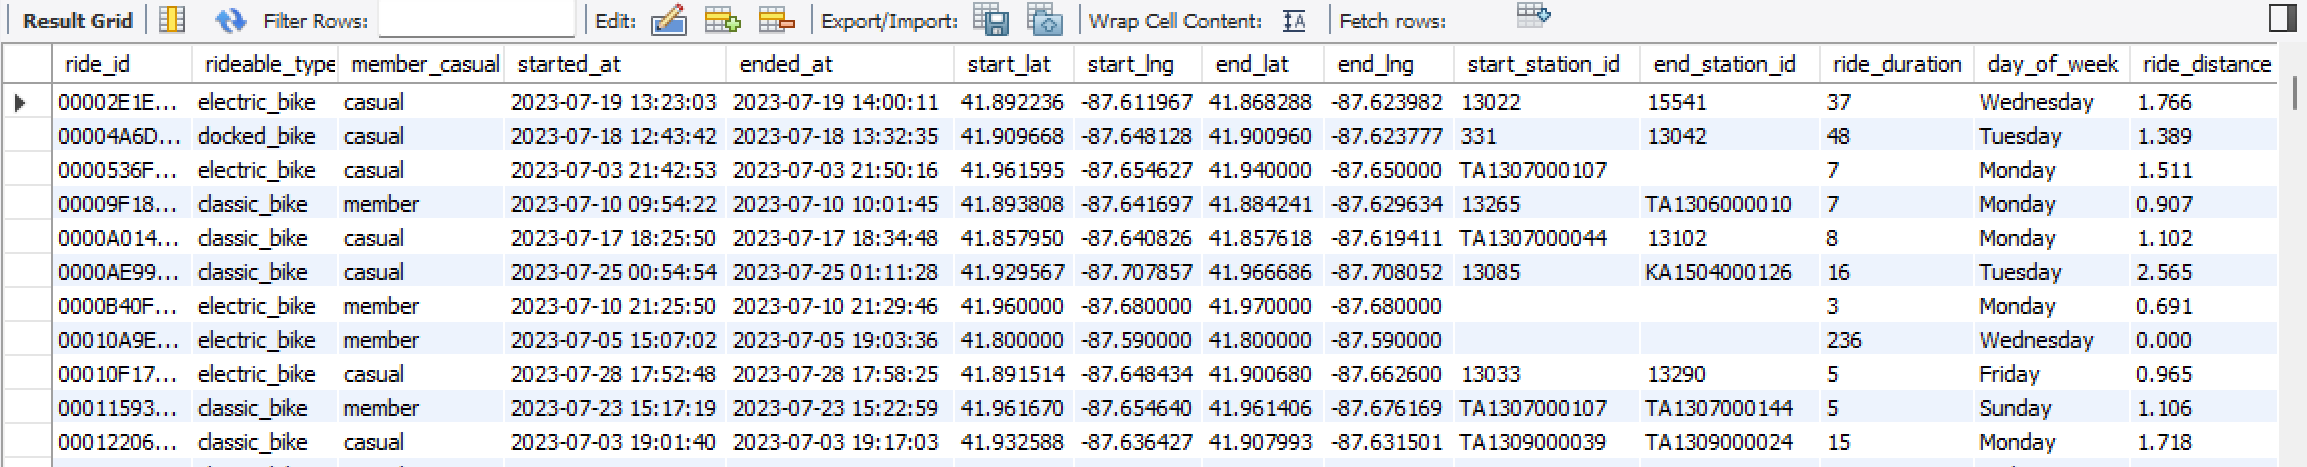 Result Grid Filter Rows: Edit: Export/Import: Wrap Cell Content: Fetch rows:
ride_id rideable_type member_casual started_at ended_at start_lat start_lng end_lat end_lng start_station_id end_station_id ride_duration day_of_week ride_distance
00002E1E... electric_bike casual 2023-07-19 13:23:03 2023-07-19 14:00:11 41.892236 -87.611967 41.868288 -87.623982 13022 15541 37 Wednesday 1.766
00004A6D... docked_bike casual 2023-07-18 12:43:42 2023-07-18 13:32:35 41.909668 -87.648128 41.900960 -87.623777 331 13042 48 Tuesday 1.389
0000536F... electric_bike casual 2023-07-03 21:42:53 2023-07-03 21:50:16 41.961595 -87.654627 41.940000 -87.650000 TA1307000107 7 Monday 1.511
00009F18... classic_bike member 2023-07-10 09:54:22 2023-07-10 10:01:45 41.893808 -87.641697 41.884241 -87.629634 13265 TA1306000010 7 Monday 0.907
0000A014... classic_bike casual 2023-07-17 18:25:50 2023-07-17 18:34:48 41.857950 -87.640826 41.857618 -87.619411 TA1307000044 13102 8 Monday 1.102
0000AE99... classic_bike casual 2023-07-25 00:54:54 2023-07-25 01:11:28 41.929567 -87.707857 41.966686 -87.708052 13085 KA1504000126 16 Tuesday 2.565
0000B40F... electric_bike member 2023-07-10 21:25:50 2023-07-10 21:29:46 41.960000 -87.680000 41.970000 -87.680000 3 Monday 0.691
00010A9E... electric_bike member 2023-07-05 15:07:02 2023-07-05 19:03:36 41.800000 -87.590000 41.800000 -87.590000 236 Wednesday 0.000
00010F17... electric_bike casual 2023-07-28 17:52:48 2023-07-28 17:58:25 41.891514 -87.648434 41.900680 -87.662600 13033 13290 5 Friday 0.965
00011593... classic_bike member 2023-07-23 15:17:19 2023-07-23 15:22:59 41.961670 -87.654640 41.961406 -87.676169 TA1307000107 TA1307000144 5 Sunday 1.106
00012206... classic_bike casual 2023-07-03 19:01:40 2023-07-03 19:17:03 41.932588 -87.636427 41.907993 -87.631501 TA1309000039 TA1309000024 15 Monday 1.718